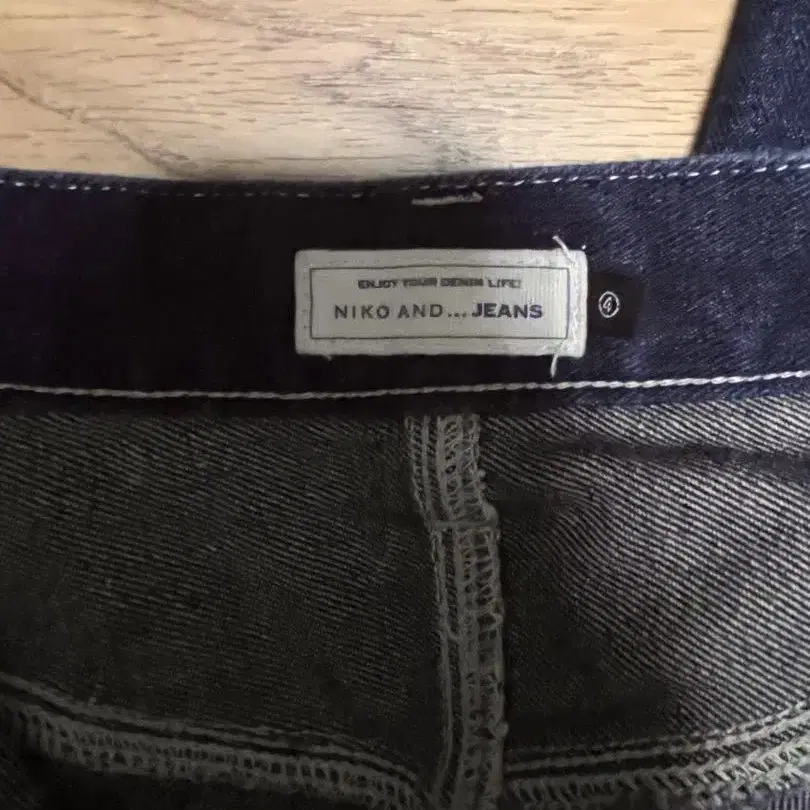 ENJOY YOUR DENIM LIFE!
NIKO AND... JEANS
④